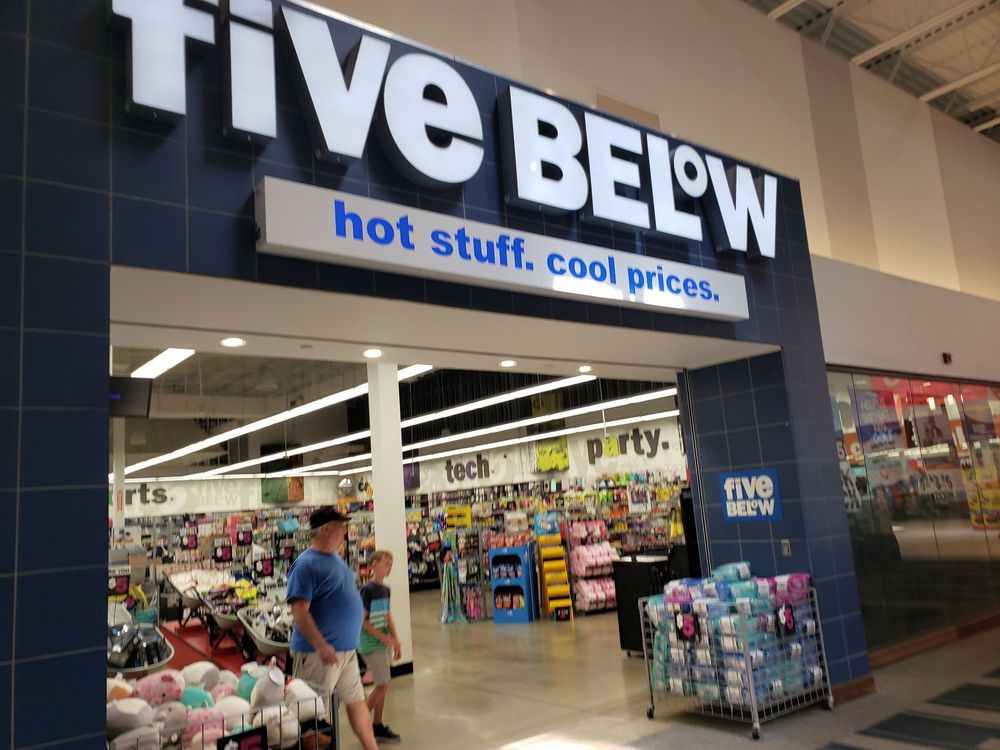 five BELOW
hot stuff. cool prices.
rts.
tech
party.
five
BELOW